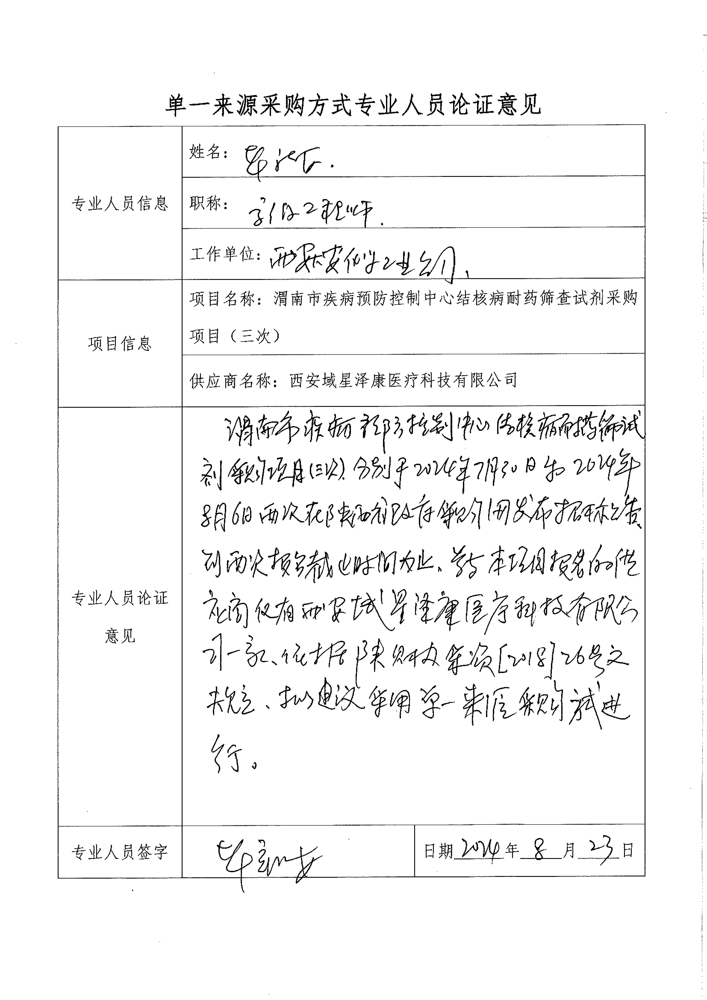 单一来源采购方式专业人员论证意见
专业人员信息
姓名：毕
职称：高级工程师.
工作单位：西安 工业公司、
项目信息
项目名称：渭南市疾病预防控制中心结核病耐药筛查试剂采购
项目（三次）
供应商名称：西安域星泽康医疗科技有限公司
专业人员论证
意见
渭南市疾病预防控制中心结核病耐药筛试
剂采购项目(三次)、分别于2024年7月30日和2024年
8月6日两次在陕西省政府采购网发布招标公告、
到两次报名截止时间为止、 本项目报名的供
应商仅有西安域星泽康医疗科技有限公
司一家、依据陕财办采资[2018]26号文
规定、拟建议采用单一来源采购方式进
行。
专业人员签字
毕
日期2024年8月23日